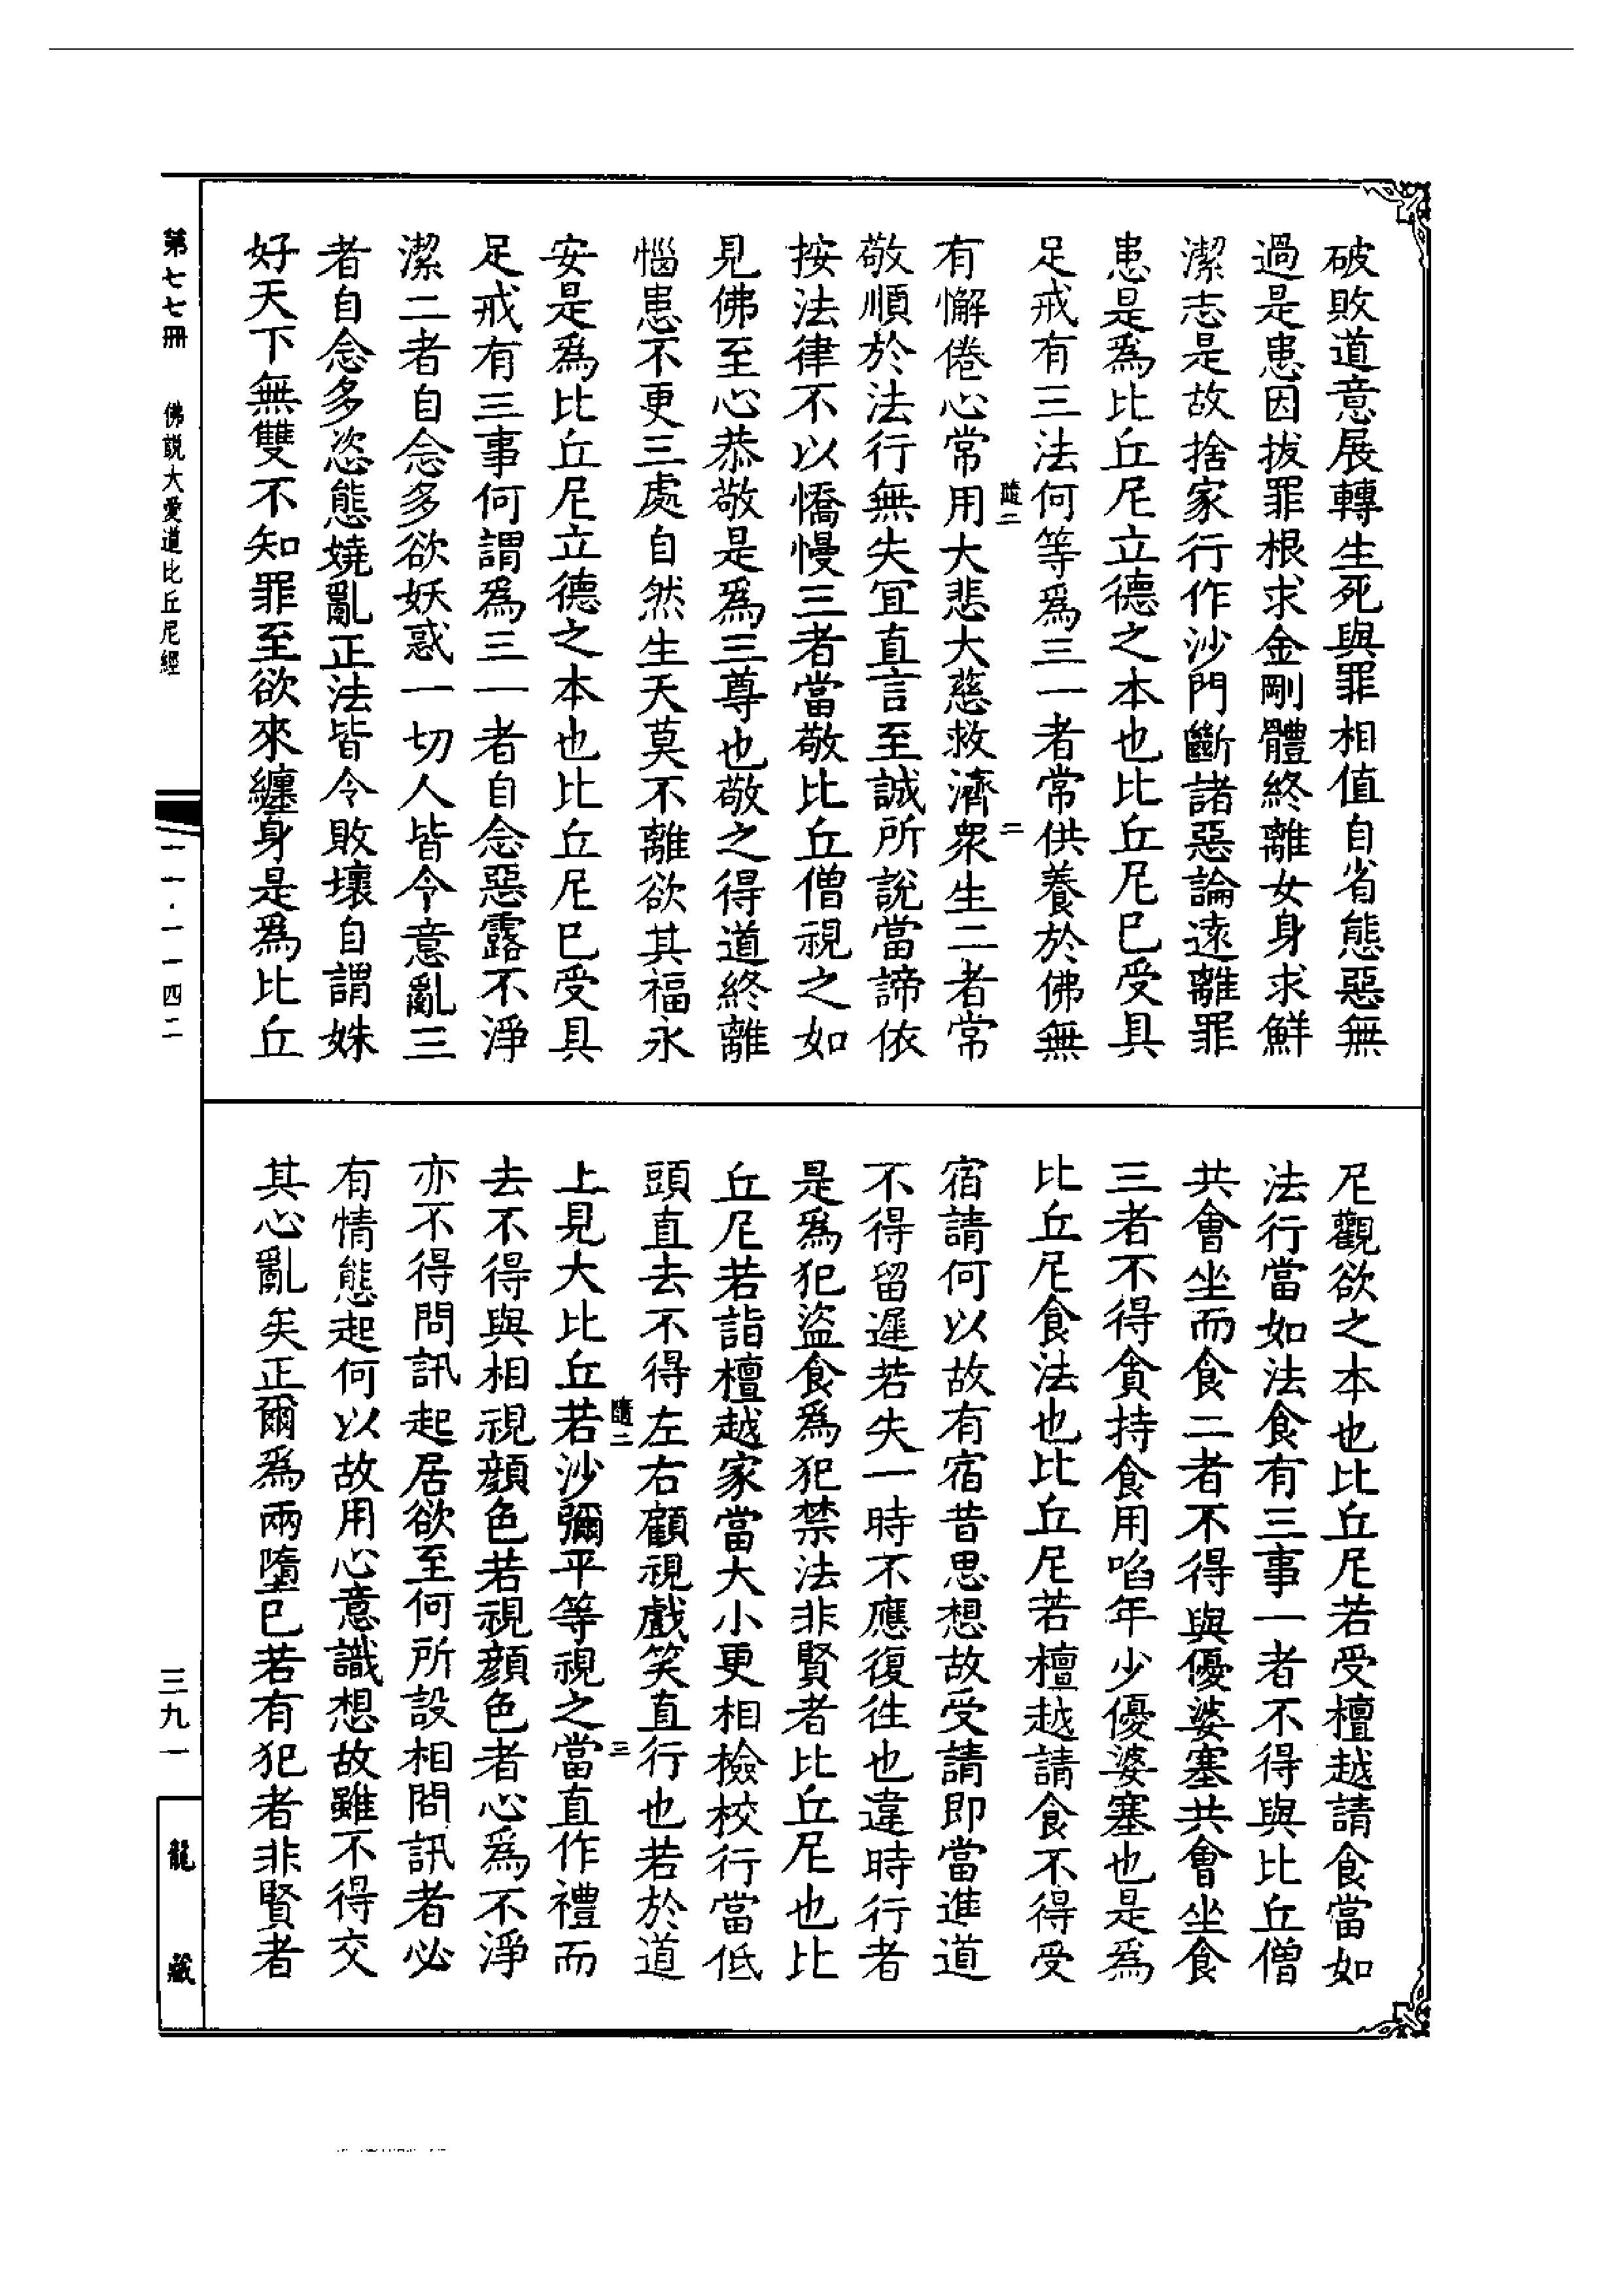 破敗道意展轉生死與罪相值自省態惡無
過是患因拔罪根求金剛體終離女身求鮮
潔志是故捨家行作沙門斷諸惡論遠離罪
患是爲比丘尼立德之本也比丘尼已受具
足戒有三法何等爲三一者常供養於佛無
隨二
二
有懈倦心常用大悲大慈救濟衆生二者常
敬順於法行無失宜直言至誠所說當諦依
按法律不以憍慢三者當敬比丘僧視之如
見佛至心恭敬是爲三尊也敬之得道終離
惱患不更三處自然生天莫不離欲其福永
安是爲比丘尼立德之本也比丘尼已受具
足戒有三事何謂爲三一者自念惡露不淨
潔二者自念多欲妖惑一切人皆令意亂三
者自念多恣態嬈亂正法皆令敗壞自謂姝
好天下無雙不知罪至欲來纏身是爲比丘
尼觀欲之本也比丘尼若受檀越請食當如
法行當如法食有三事一者不得與比丘僧
共會坐而食二者不得與優婆塞共會坐食
三者不得貪持食用啗年少優婆塞也是爲
比丘尼食法也比丘尼若檀越請食不得受
宿請何以故有宿昔思想故受請即當進道
不得留遲若失一時不應復往也違時行者
是爲犯盜食爲犯禁法非賢者比丘尼也比
丘尼若詣檀越家當大小更相檢校行當低
頭直去不得左右顧視戲笑直行也若於道
隨二
三
上見大比丘若沙彌平等視之當直作禮而
去不得與相視顔色若視顔色者心爲不淨
亦不得問訊起居欲至何所設相問訊者必
有情態起何以故用心意識想故雖不得交
其心亂矣正爾爲兩墮已若有犯者非賢者
第七七冊
佛說大愛道比丘尼經
一一·一一四二
三九一
龍藏